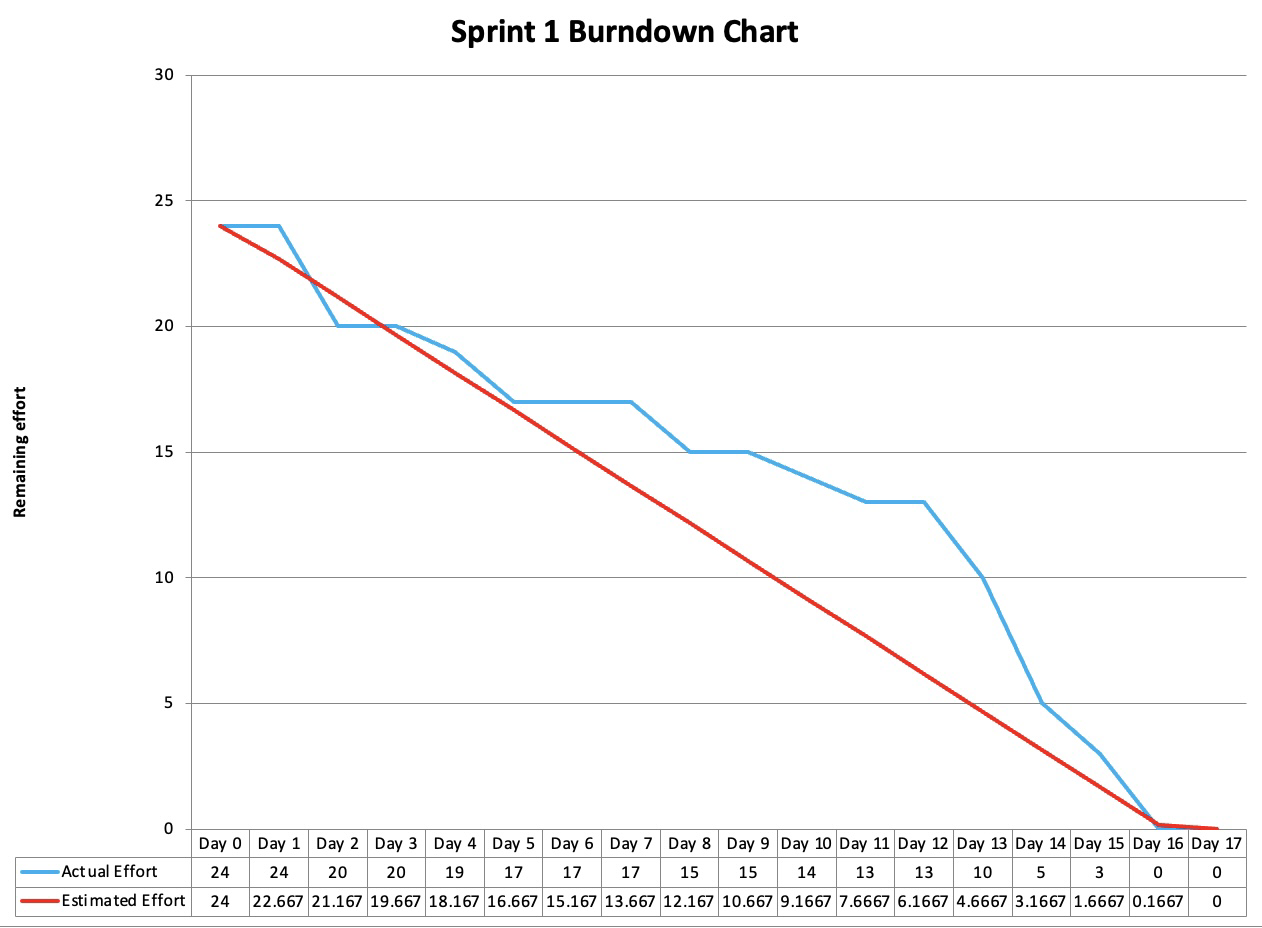 Sprint 1 Burndown Chart
Remaining effort
30
25
20
15
10
5
0
Day 0 Day 1 Day 2 Day 3 Day 4 Day 5 Day 6 Day 7 Day 8 Day 9 Day 10 Day 11 Day 12 Day 13 Day 14 Day 15 Day 16 Day 17
Actual Effort 24 24 20 20 19 17 17 17 15 15 14 13 13 10 5 3 0 0
Estimated Effort 24 22.667 21.167 19.667 18.167 16.667 15.167 13.667 12.167 10.667 9.1667 7.6667 6.1667 4.6667 3.1667 1.6667 0.1667 0